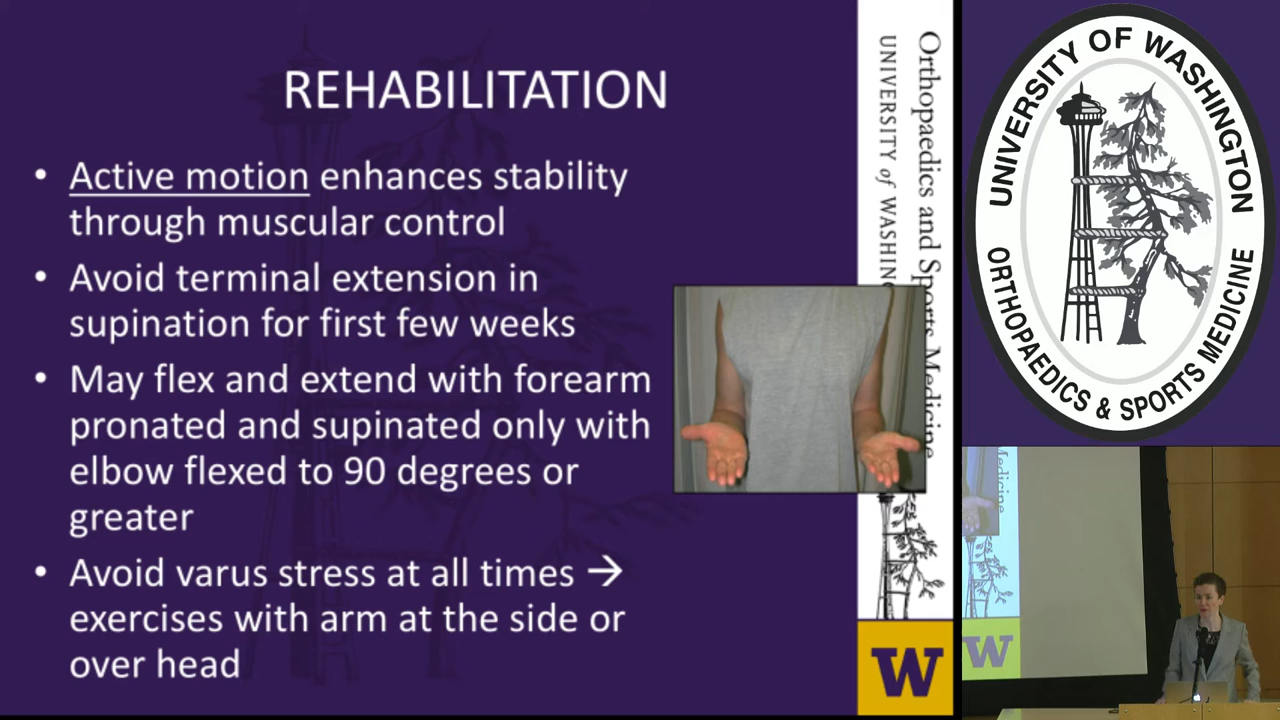 REHABILITATION
• Active motion enhances stability
through muscular control
• Avoid terminal extension in
supination for first few weeks
• May flex and extend with forearm
pronated and supinated only with
elbow flexed to 90 degrees or
greater
• Avoid varus stress at all times →
exercises with arm at the side or
over head
Orthopaedics and Sports Medicine
UNIVERSITY of WASHIN
W
UNIVERSITY OF WASHINGTON
ORTHOPAEDICS & SPORTS MEDICINE
Medicine
W